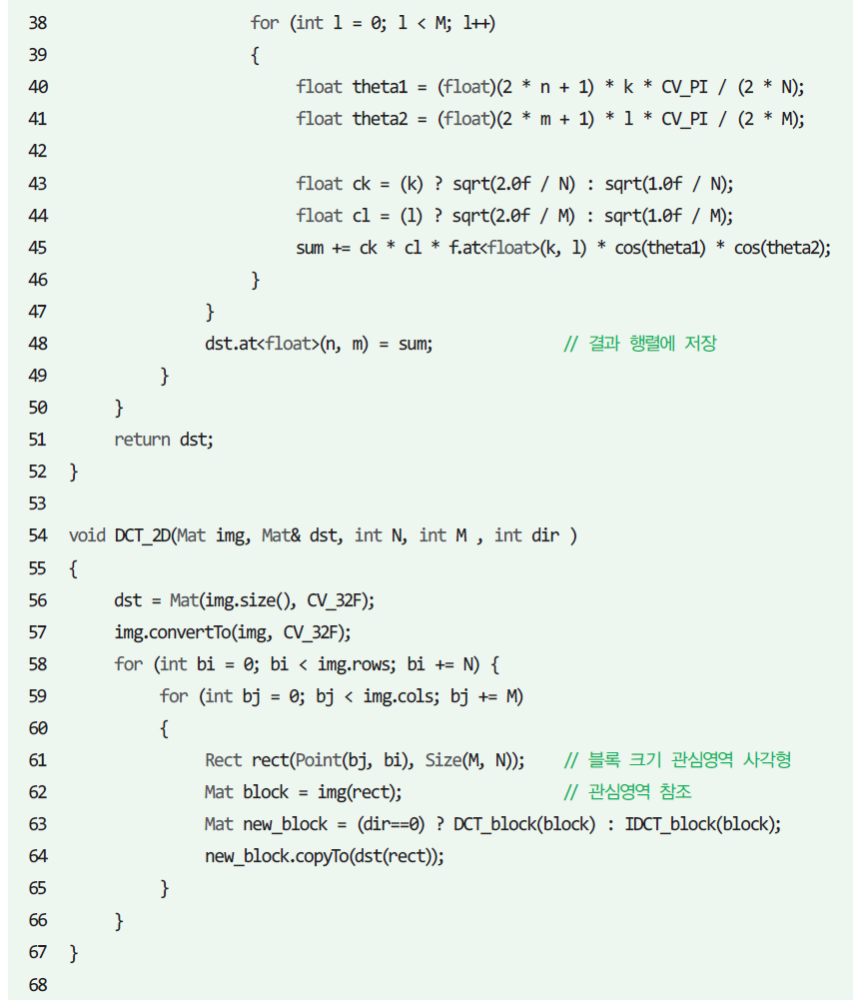 38 for (int l = 0; l < M; l++)
39 {
40 float theta1 = (float)(2 * n + 1) * k * CV_PI / (2 * N);
41 float theta2 = (float)(2 * m + 1) * l * CV_PI / (2 * M);
42
43 float ck = (k) ? sqrt(2.0f / N) : sqrt(1.0f / N);
44 float cl = (l) ? sqrt(2.0f / M) : sqrt(1.0f / M);
45 sum += ck * cl * f.at<float>(k, l) * cos(theta1) * cos(theta2);
46 }
47 }
48 dst.at<float>(n, m) = sum; // 결과 행렬에 저장
49 }
50 }
51 return dst;
52 }
53
54 void DCT_2D(Mat img, Mat& dst, int N, int M , int dir )
55 {
56 dst = Mat(img.size(), CV_32F);
57 img.convertTo(img, CV_32F);
58 for (int bi = 0; bi < img.rows; bi += N) {
59 for (int bj = 0; bj < img.cols; bj += M)
60 {
61 Rect rect(Point(bj, bi), Size(M, N)); // 블록 크기 관심영역 사각형
62 Mat block = img(rect); // 관심영역 참조
63 Mat new_block = (dir==0) ? DCT_block(block) : IDCT_block(block);
64 new_block.copyTo(dst(rect));
65 }
66 }
67 }
68